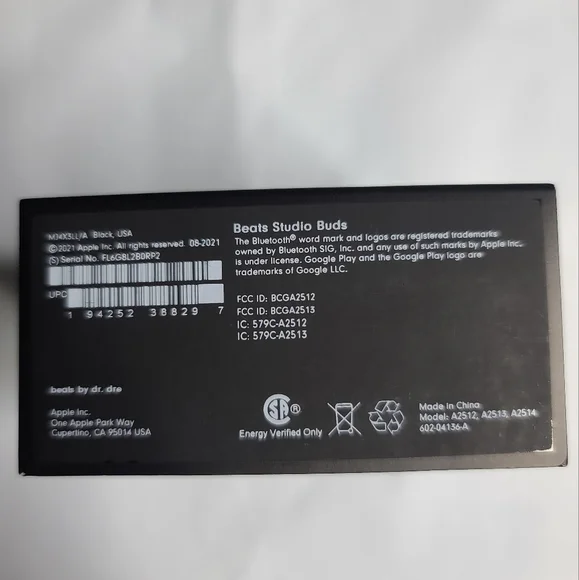 MJ4X3LL/A Black, USA
©2021 Apple Inc. All rights reserved. 08-2021
(S) Serial No. FL6G8L2B0RP2
UPC
1 94252 38829 7
beats by dr. dre
Apple Inc.
One Apple Park Way
Cupertino, CA 95014 USA
Beats Studio Buds
The Bluetooth® word mark and logos are registered trademarks
owned by Bluetooth SIG, Inc. and any use of such marks by Apple Inc.
is under license. Google Play and the Google Play logo are
trademarks of Google LLC.
FCC ID: BCGA2512
FCC ID: BCGA2513
IC: 579C-A2512
IC: 579C-A2513
SA®
Energy Verified Only
Made in China
Model: A2512, A2513, A2514
602-04136-A